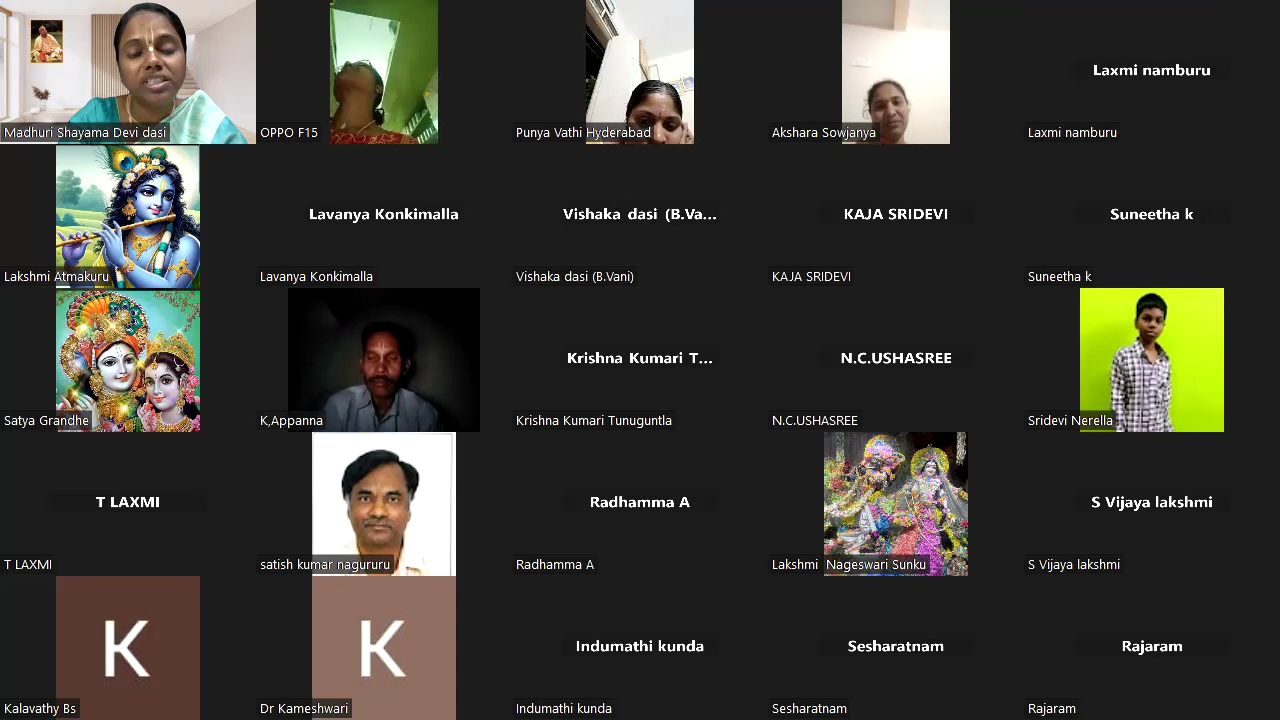 Madhuri Shayama Devi dasi
OPPO F15
Punya Vathi Hyderabad
Akshara Sowjanya
Laxmi namburu
Laxmi namburu
Lakshmi Atmakuru
Lavanya Konkimalla
Lavanya Konkimalla
Vishaka dasi (B.Va...
Vishaka dasi (B.Vani)
KAJA SRIDEVI
KAJA SRIDEVI
Suneetha k
Suneetha k
Satya Grandhe
K,Appanna
Krishna Kumari T...
Krishna Kumari Tunuguntla
N.C.USHASREE
N.C.USHASREE
Sridevi Nerella
T LAXMI
T LAXMI
satish kumar nagururu
Radhamma A
Radhamma A
Lakshmi Nageswari Sunku
S Vijaya lakshmi
S Vijaya lakshmi
K
Kalavathy Bs
K
Dr Kameshwari
Indumathi kunda
Indumathi kunda
Sesharatnam
Sesharatnam
Rajaram
Rajaram